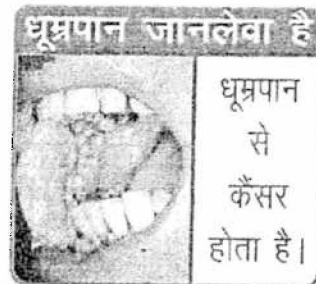 धूम्रपान जानलेवा है
धूम्रपान
से
कैंसर
होता है।